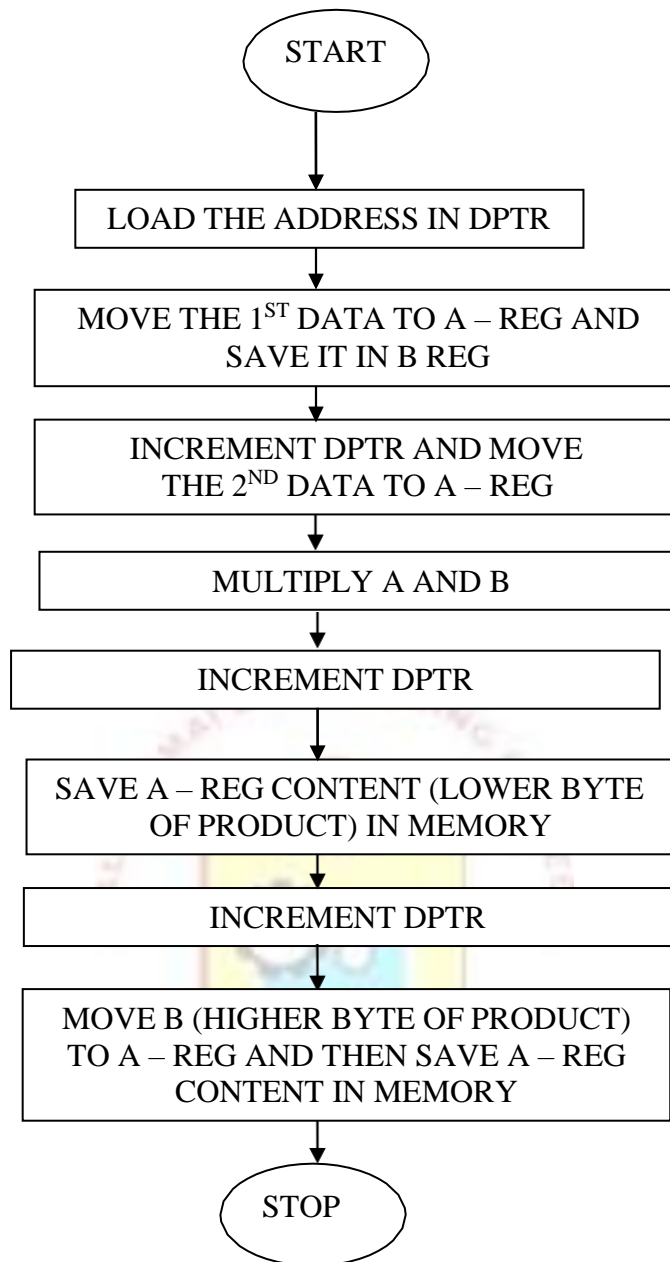 START
LOAD THE ADDRESS IN DPTR
MOVE THE 1ST DATA TO A – REG AND
SAVE IT IN B REG
INCREMENT DPTR AND MOVE
THE 2ND DATA TO A – REG
MULTIPLY A AND B
INCREMENT DPTR
SAVE A – REG CONTENT (LOWER BYTE
OF PRODUCT) IN MEMORY
INCREMENT DPTR
MOVE B (HIGHER BYTE OF PRODUCT)
TO A – REG AND THEN SAVE A – REG
CONTENT IN MEMORY
STOP